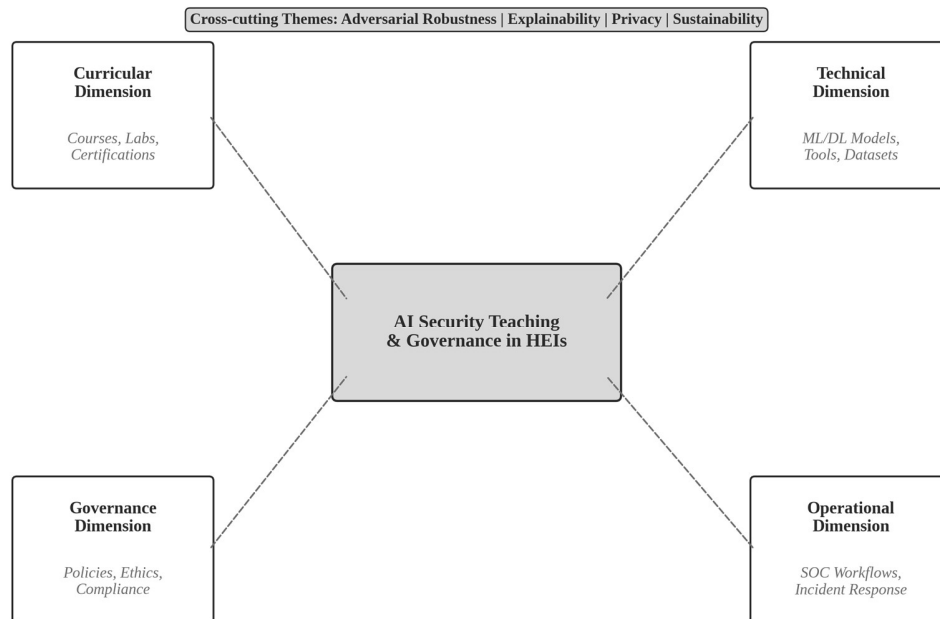 Cross-cutting Themes: Adversarial Robustness | Explainability | Privacy | Sustainability
Curricular
Dimension
Courses, Labs,
Certifications
Technical
Dimension
ML/DL Models,
Tools, Datasets
AI Security Teaching
& Governance in HEIs
Governance
Dimension
Policies, Ethics,
Compliance
Operational
Dimension
SOC Workflows,
Incident Response